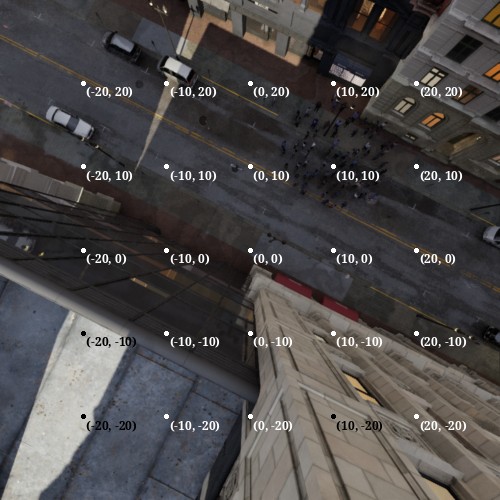 (-20, 20) (-10, 20) (0, 20) (10, 20) (20, 20)
(-20, 10) (-10, 10) (0, 10) (10, 10) (20, 10)
(-20, 0) (-10, 0) (0, 0) (10, 0) (20, 0)
(-20, -10) (-10, -10) (0, -10) (10, -10) (20, -10)
(-20, -20) (-10, -20) (0, -20) (10, -20) (20, -20)